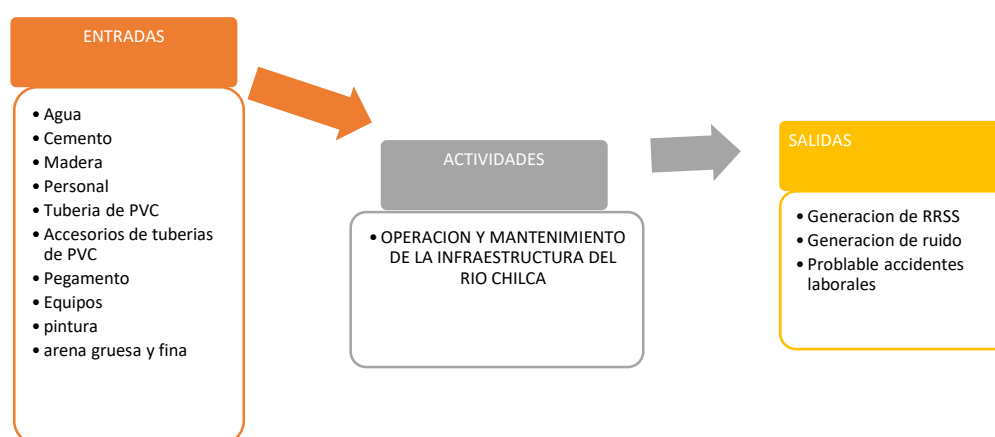 ENTRADAS
• Agua
• Cemento
• Madera
• Personal
• Tuberia de PVC
• Accesorios de tuberias
de PVC
• Pegamento
• Equipos
• pintura
• arena gruesa y fina
ACTIVIDADES
• OPERACION Y MANTENIMIENTO
DE LA INFRAESTRUCTURA DEL
RIO CHILCA
SALIDAS
• Generacion de RRSS
• Generacion de ruido
• Problable accidentes
laborales